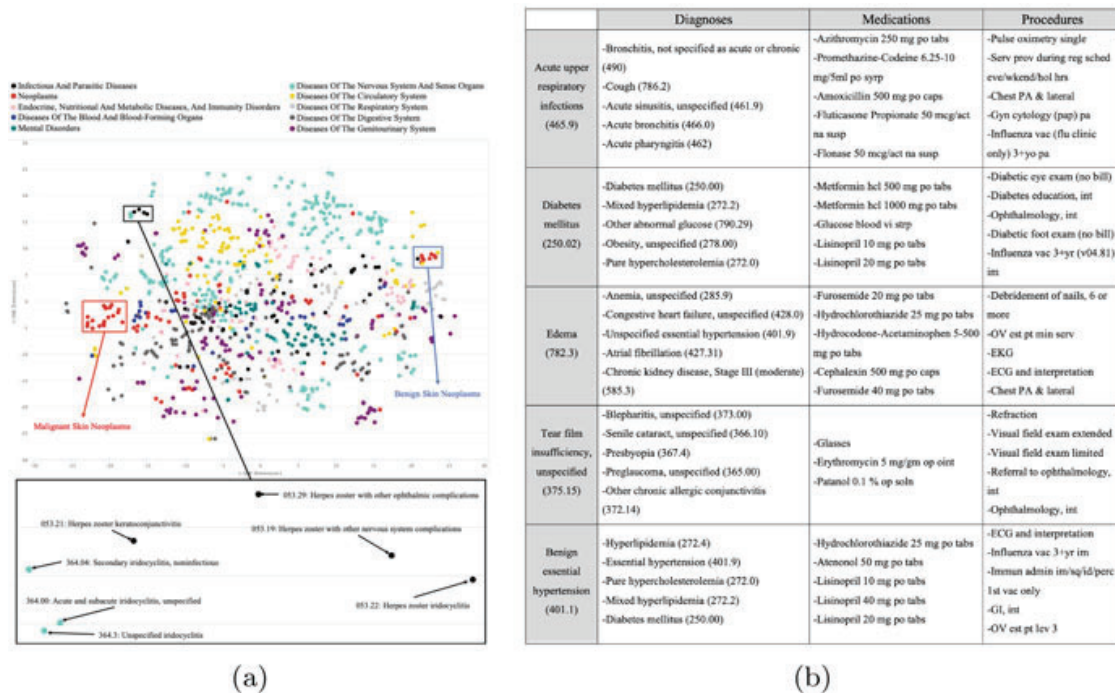 Infectious And Parasitic Diseases
Neoplasms
Endocrine, Nutritional And Metabolic Diseases, And Immunity Disorders
Diseases Of The Blood And Blood-Forming Organs
Mental Disorders
Diseases Of The Nervous System And Sense Organs
Diseases Of The Circulatory System
Diseases Of The Respiratory System
Diseases Of The Digestive System
Diseases Of The Genitourinary System
Malignant Skin Neoplasm
Benign Skin Neoplasm
053.29: Herpes zoster with other ophthalmic complications
053.21: Herpes zoster keratoconjunctivitis
053.19: Herpes zoster with other nervous system complications
364.04: Secondary iridocyclitis, noninfectious
364.00: Acute and subacute iridocyclitis, unspecified
053.22: Herpes zoster iridocyclitis
364.3: Unspecified iridocyclitis
(a)
Diagnoses
Medications
Procedures
Acute upper
respiratory
infections
(465.9)
-Bronchitis, not specified as acute or chronic
(490)
-Cough (786.2)
-Acute sinusitis, unspecified (461.9)
-Acute bronchitis (466.0)
-Acute pharyngitis (462)
-Azithromycin 250 mg po tabs
-Promethazine-Codeine 6.25-10
mg/5ml po syrp
-Amoxicillin 500 mg po caps
-Fluticasone Propionate 50 mcg/act
na susp
-Flonase 50 mcg/act na susp
-Pulse oximetry single
-Serv prov during reg sched
eve/wkend/hol hrs
-Chest PA & lateral
-Gyn cytology (pap) pa
-Influenza vac (flu clinic
only) 3+yo pa
Diabetes
mellitus
(250.02)
-Diabetes mellitus (250.00)
-Mixed hyperlipidemia (272.2)
-Other abnormal glucose (790.29)
-Obesity, unspecified (278.00)
-Pure hypercholesterolemia (272.0)
-Metformin hcl 500 mg po tabs
-Metformin hcl 1000 mg po tabs
-Glucose blood vi strp
-Lisinopril 10 mg po tabs
-Lisinopril 20 mg po tabs
-Diabetic eye exam (no bill)
-Diabetes education, int
-Ophthalmology, int
-Diabetic foot exam (no bill)
-Influenza vac 3+yr (v04.81)
im
Edema
(782.3)
-Anemia, unspecified (285.9)
-Congestive heart failure, unspecified (428.0)
-Unspecified essential hypertension (401.9)
-Atrial fibrillation (427.31)
-Chronic kidney disease, Stage III (moderate)
(585.3)
-Furosemide 20 mg po tabs
-Hydrochlorothiazide 25 mg po tabs
-Hydrocodone-Acetaminophen 5-500
mg po tabs
-Cephalexin 500 mg po caps
-Furosemide 40 mg po tabs
-Debridement of nails, 6 or
more
-OV est pt min serv
-EKG
-ECG and interpretation
-Chest PA & lateral
Tear film
insufficiency,
unspecified
(375.15)
-Blepharitis, unspecified (373.00)
-Senile cataract, unspecified (366.10)
-Presbyopia (367.4)
-Preglaucoma, unspecified (365.00)
-Other chronic allergic conjunctivitis
(372.14)
-Glasses
-Erythromycin 5 mg/gm op oint
-Patanol 0.1 % op soln
-Refraction
-Visual field exam extended
-Visual field exam limited
-Referral to ophthalmology,
int
-Ophthalmology, int
Benign
essential
hypertension
(401.1)
-Hyperlipidemia (272.4)
-Essential hypertension (401.9)
-Pure hypercholesterolemia (272.0)
-Mixed hyperlipidemia (272.2)
-Diabetes mellitus (250.00)
-Hydrochlorothiazide 25 mg po tabs
-Atenonol 50 mg po tabs
-Lisinopril 10 mg po tabs
-Lisinopril 40 mg po tabs
-Lisinopril 20 mg po tabs
-ECG and interpretation
-Influenza vac 3+yr im
-Immun admin im/sq/id/perc
1st vac only
-GI, int
-OV est pt lev 3
(b)